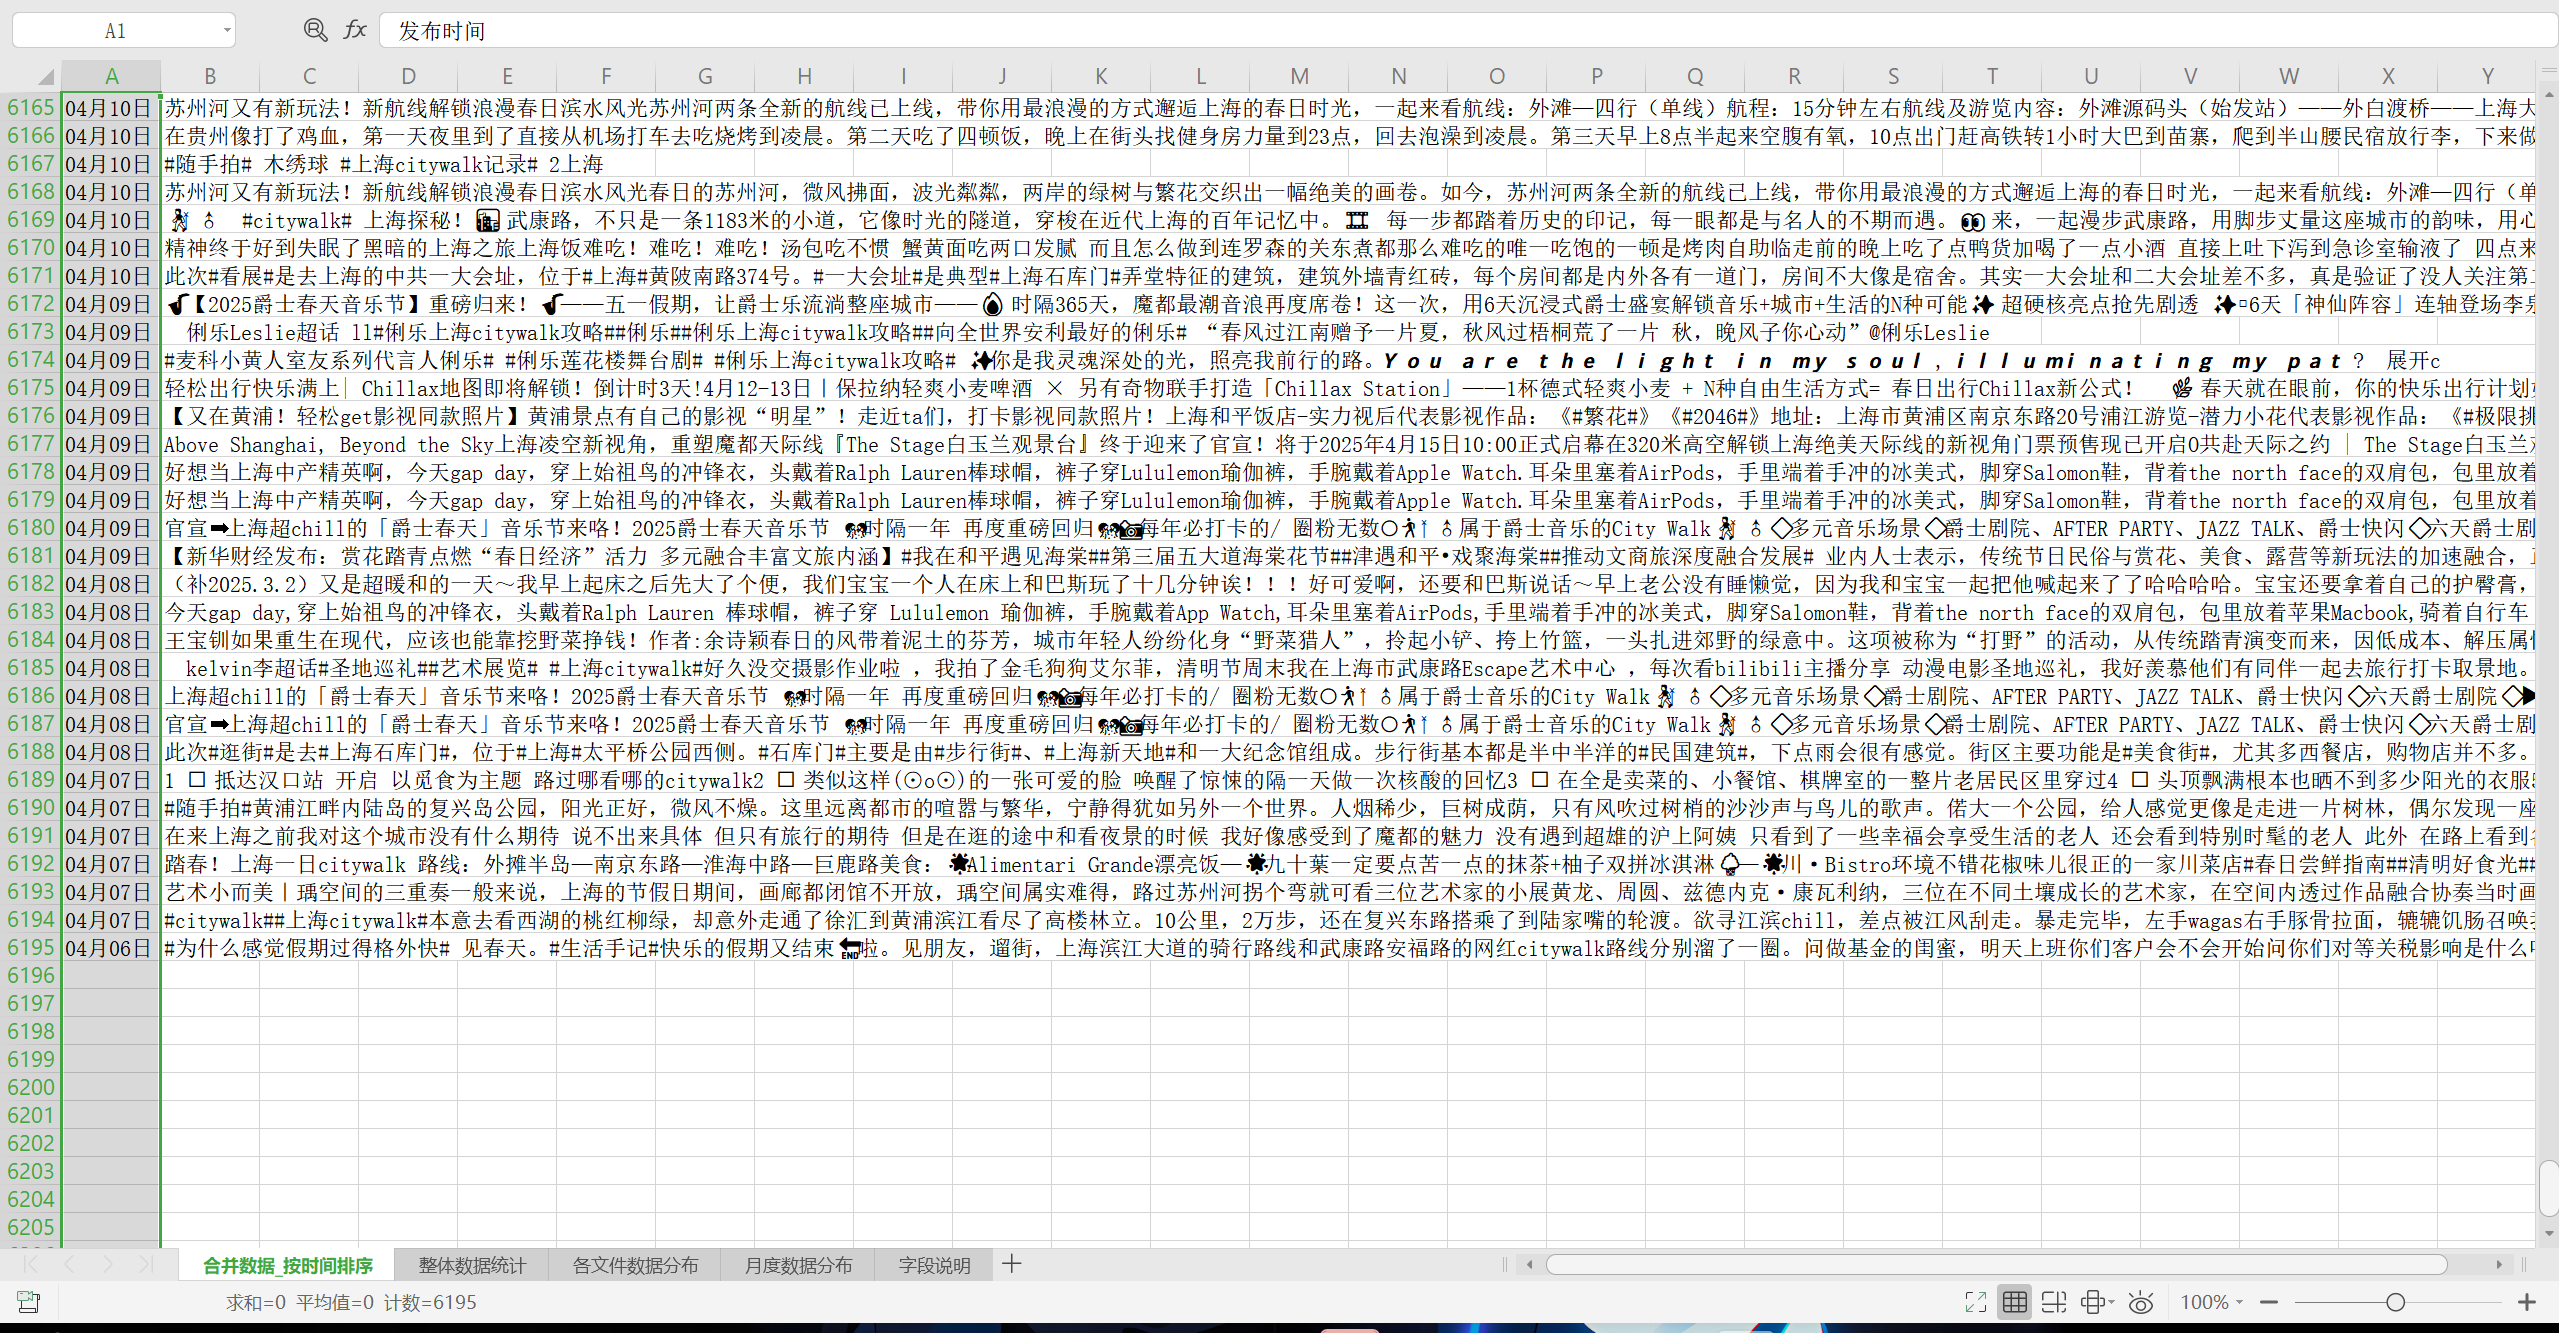 A1 fx 发布时间
A B C D E F G H I J K L M N O P Q R S T U V W X Y
6165 04月10日 苏州河又有新玩法！新航线解锁浪漫春日滨水风光苏州河两条全新的航线已上线，带你用最浪漫的方式邂逅上海的春日时光，一起来看航线：外滩—四行（单线）航程：15分钟左右航线及游览内容：外滩源码头（始发站）——外白渡桥——上海大
6166 04月10日 在贵州像打了鸡血，第一天夜里到了直接从机场打车去吃烧烤到凌晨。第二天吃了四顿饭，晚上在街头找健身房力量到23点，回去泡澡到凌晨。第三天早上8点半起来空腹有氧，10点出门赶高铁转1小时大巴到苗寨，爬到半山腰民宿放行李，下来做
6167 04月10日 #随手拍# 木绣球 #上海citywalk记录# 2上海
6168 04月10日 苏州河又有新玩法！新航线解锁浪漫春日滨水风光春日的苏州河，微风拂面，波光粼粼，两岸的绿树与繁花交织出一幅绝美的画卷。如今，苏州河两条全新的航线已上线，带你用最浪漫的方式邂逅上海的春日时光，一起来看航线：外滩—四行（单
6169 04月10日 #citywalk# 上海探秘！武康路，不只是一条1183米的小道，它像时光的隧道，穿梭在近代上海的百年记忆中。 每一步都踏着历史的印记，每一眼都是与名人的不期而遇。来，一起漫步武康路，用脚步丈量这座城市的韵味，用心
6170 04月10日 精神终于好到失眠了黑暗的上海之旅上海饭难吃！难吃！难吃！汤包吃不惯 蟹黄面吃两口发腻 而且怎么做到连罗森的关东煮都那么难吃的唯一吃饱的一顿是烤肉自助临走前的晚上吃了点鸭货加喝了一点小酒 直接上吐下泻到急诊室输液了 四点来
6171 04月10日 此次#看展#是去上海的中共一大会址，位于#上海#黄陂南路374号。#一大会址#是典型#上海石库门#弄堂特征的建筑，建筑外墙青红砖，每个房间都是内外各有一道门，房间不大像是宿舍。其实一大会址和二大会址差不多，真是验证了没人关注第
6172 04月09日 🎷【2025爵士春天音乐节】重磅归来！🎷——五一假期，让爵士乐流淌整座城市——🔥 时隔365天，魔都最潮音浪再度席卷！这一次，用6天沉浸式爵士盛宴解锁音乐+城市+生活的N种可能✨ 超硬核亮点抢先剧透 ✨▫6天「神仙阵容」连轴登场李泉
6173 04月09日 俐乐Leslie超话 ll#俐乐上海citywalk攻略##俐乐##俐乐上海citywalk攻略##向全世界安利最好的俐乐# “春风过江南赠予一片夏，秋风过梧桐荒了一片 秋，晚风予你心动”@俐乐Leslie
6174 04月09日 #麦科小黄人室友系列代言人俐乐# #俐乐莲花楼舞台剧# #俐乐上海citywalk攻略# ✨你是我灵魂深处的光，照亮我前行的路。You are the light in my soul,illuminating my pat? 展开c
6175 04月09日 轻松出行快乐满上| Chillax地图即将解锁！倒计时3天!4月12-13日丨保拉纳轻爽小麦啤酒 × 另有奇物联手打造「Chillax Station」——1杯德式轻爽小麦 + N种自由生活方式= 春日出行Chillax新公式！ 春天就在眼前，你的快乐出行计划
6176 04月09日 【又在黄浦！轻松get影视同款照片】黄浦景点有自己的影视“明星”！走近ta们，打卡影视同款照片！上海和平饭店-实力视后代表影视作品：《#繁花#》《#2046#》地址：上海市黄浦区南京东路20号浦江游览-潜力小花代表影视作品：《#极限挑
6177 04月09日 Above Shanghai, Beyond the Sky上海凌空新视角，重塑魔都天际线『The Stage白玉兰观景台』终于迎来了官宣！将于2025年4月15日10:00正式启幕在320米高空解锁上海绝美天际线的新视角门票预售现已开启0共赴天际之约 | The Stage白玉兰
6178 04月09日 好想当上海中产精英啊，今天gap day，穿上始祖鸟的冲锋衣，头戴着Ralph Lauren棒球帽，裤子穿Lululemon瑜伽裤，手腕戴着Apple Watch.耳朵里塞着AirPods，手里端着手冲的冰美式，脚穿Salomon鞋，背着the north face的双肩包，包里放着
6179 04月09日 好想当上海中产精英啊，今天gap day，穿上始祖鸟的冲锋衣，头戴着Ralph Lauren棒球帽，裤子穿Lululemon瑜伽裤，手腕戴着Apple Watch.耳朵里塞着AirPods，手里端着手冲的冰美式，脚穿Salomon鞋，背着the north face的双肩包，包里放着
6180 04月09日 官宣➡上海超chill的「爵士春天」音乐节来咯！2025爵士春天音乐节 时隔一年 再度重磅回归每年必打卡的/ 圈粉无数属于爵士音乐的City Walk多元音乐场景爵士剧院、AFTER PARTY、JAZZ TALK、爵士快闪六天爵士剧
6181 04月09日 【新华财经发布：赏花踏青点燃“春日经济”活力 多元融合丰富文旅内涵】#我在和平遇见海棠##第三届五大道海棠花节##津遇和平•戏聚海棠##推动文商旅深度融合发展# 业内人士表示，传统节日民俗与赏花、美食、露营等新玩法的加速融合，
6182 04月08日 （补2025.3.2）又是超暖和的一天～我早上起床之后先大了个便，我们宝宝一个人在床上和巴斯玩了十几分钟诶！！！好可爱啊，还要和巴斯说话～早上老公没有睡懒觉，因为我和宝宝一起把他喊起来了了哈哈哈哈。宝宝还要拿着自己的护臀膏，
6183 04月08日 今天gap day,穿上始祖鸟的冲锋衣，头戴着Ralph Lauren 棒球帽，裤子穿 Lululemon 瑜伽裤，手腕戴着App Watch,耳朵里塞着AirPods,手里端着手冲的冰美式，脚穿Salomon鞋，背着the north face的双肩包，包里放着苹果Macbook,骑着自行车
6184 04月08日 王宝钏如果重生在现代，应该也能靠挖野菜挣钱！作者:余诗颖春日的风带着泥土的芬芳，城市年轻人纷纷化身“野菜猎人”，拎起小铲、挎上竹篮，一头扎进郊野的绿意中。这项被称为“打野”的活动，从传统踏青演变而来，因低成本、解压属
6185 04月08日 kelvin李超话#圣地巡礼##艺术展览# #上海citywalk#好久没交摄影作业啦 ，我拍了金毛狗狗艾尔菲，清明节周末我在上海市武康路Escape艺术中心 ，每次看bilibili主播分享 动漫电影圣地巡礼，我好羡慕他们有同伴一起去旅行打卡取景地。
6186 04月08日 上海超chill的「爵士春天」音乐节来咯！2025爵士春天音乐节 时隔一年 再度重磅回归每年必打卡的/ 圈粉无数属于爵士音乐的City Walk多元音乐场景爵士剧院、AFTER PARTY、JAZZ TALK、爵士快闪六天爵士剧院
6187 04月08日 官宣➡上海超chill的「爵士春天」音乐节来咯！2025爵士春天音乐节 时隔一年 再度重磅回归每年必打卡的/ 圈粉无数属于爵士音乐的City Walk多元音乐场景爵士剧院、AFTER PARTY、JAZZ TALK、爵士快闪六天爵士剧
6188 04月08日 此次#逛街#是去#上海石库门#，位于#上海#太平桥公园西侧。#石库门#主要是由#步行街#、#上海新天地#和一大纪念馆组成。步行街基本都是半中半洋的#民国建筑#，下点雨会很有感觉。街区主要功能是#美食街#，尤其多西餐店，购物店并不多。
6189 04月07日 1 抵达汉口站 开启 以觅食为主题 路过哪看哪的citywalk2 类似这样(⊙o⊙)的一张可爱的脸 唤醒了惊悚的隔一天做一次核酸的回忆3 在全是卖菜的、小餐馆、棋牌室的一整片老居民区里穿过4 头顶飘满根本也晒不到多少阳光的衣服
6190 04月07日 #随手拍#黄浦江畔内陆岛的复兴岛公园，阳光正好，微风不燥。这里远离都市的喧嚣与繁华，宁静得犹如另外一个世界。人烟稀少，巨树成荫，只有风吹过树梢的沙沙声与鸟儿的歌声。偌大一个公园，给人感觉更像是走进一片树林，偶尔发现一座
6191 04月07日 在来上海之前我对这个城市没有什么期待 说不出来具体 但只有旅行的期待 但是在逛的途中和看夜景的时候 我好像感受到了魔都的魅力 没有遇到超雄的沪上阿姨 只看到了一些幸福会享受生活的老人 还会看到特别时髦的老人 此外 在路上看到
6192 04月07日 踏春！上海一日citywalk 路线：外摊半岛—南京东路—淮海中路—巨鹿路美食：Alimentari Grande漂亮饭—九十葉一定要点苦一点的抹茶+柚子双拼冰淇淋—川·Bistro环境不错花椒味儿很正的一家川菜店#春日尝鲜指南##清明好食光##
6193 04月07日 艺术小而美丨瑀空间的三重奏一般来说，上海的节假日期间，画廊都闭馆不开放，瑀空间属实难得，路过苏州河拐个弯就可看三位艺术家的小展黄龙、周圆、兹德内克·康瓦利纳，三位在不同土壤成长的艺术家，在空间内透过作品融合协奏当时画
6194 04月07日 #citywalk##上海citywalk#本意去看西湖的桃红柳绿，却意外走通了徐汇到黄浦滨江看尽了高楼林立。10公里，2万步，还在复兴东路搭乘了到陆家嘴的轮渡。欲寻江滨chill，差点被江风刮走。暴走完毕，左手wagas右手豚骨拉面，辘辘饥肠召唤
6195 04月06日 #为什么感觉假期过得格外快# 见春天。#生活手记#快乐的假期又结束🔚啦。见朋友，遛街，上海滨江大道的骑行路线和武康路安福路的网红citywalk路线分别溜了一圈。问做基金的闺蜜，明天上班你们客户会不会开始问你们对等关税影响是什么
6196
6197
6198
6199
6200
6201
6202
6203
6204
6205
合并数据_按时间排序 整体数据统计 各文件数据分布 月度数据分布 字段说明
求和=0 平均值=0 计数=6195 100%